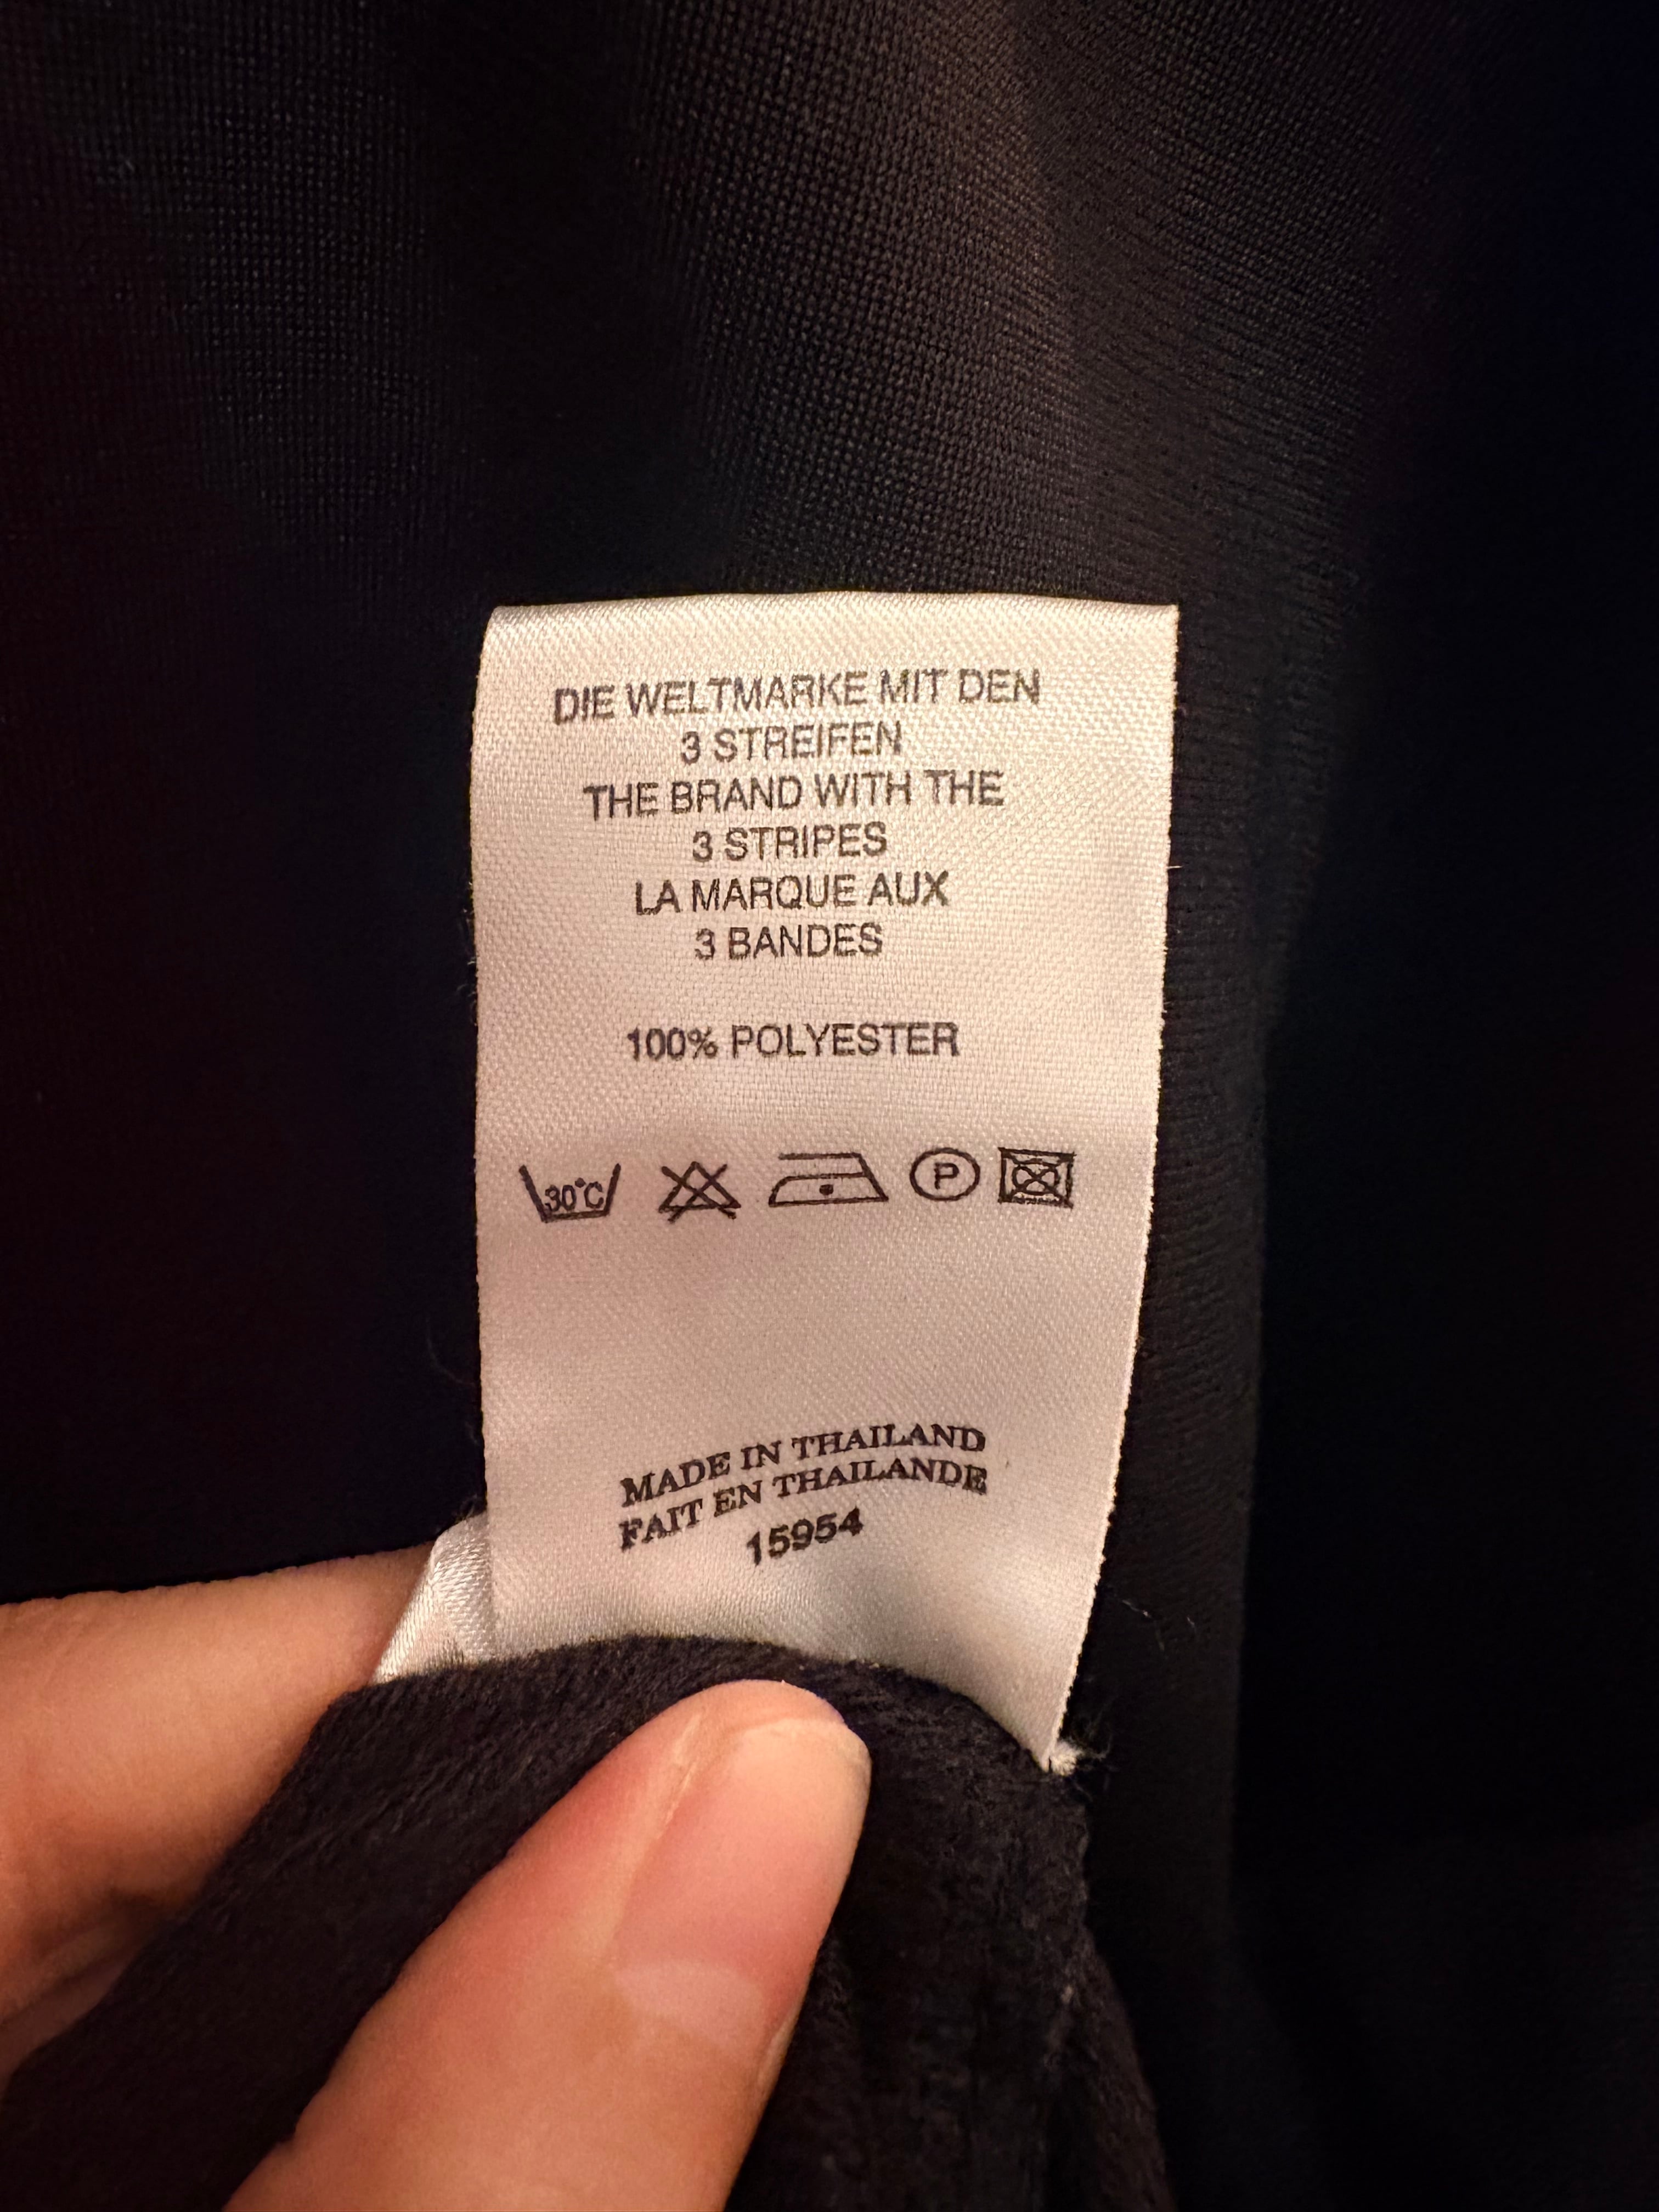 DIE WELTMARKE MIT DEN
3 STREIFEN
THE BRAND WITH THE
3 STRIPES
LA MARQUE AUX
3 BANDES
100% POLYESTER
30°C P
MADE IN THAILAND
FAIT EN THAILANDE
15954